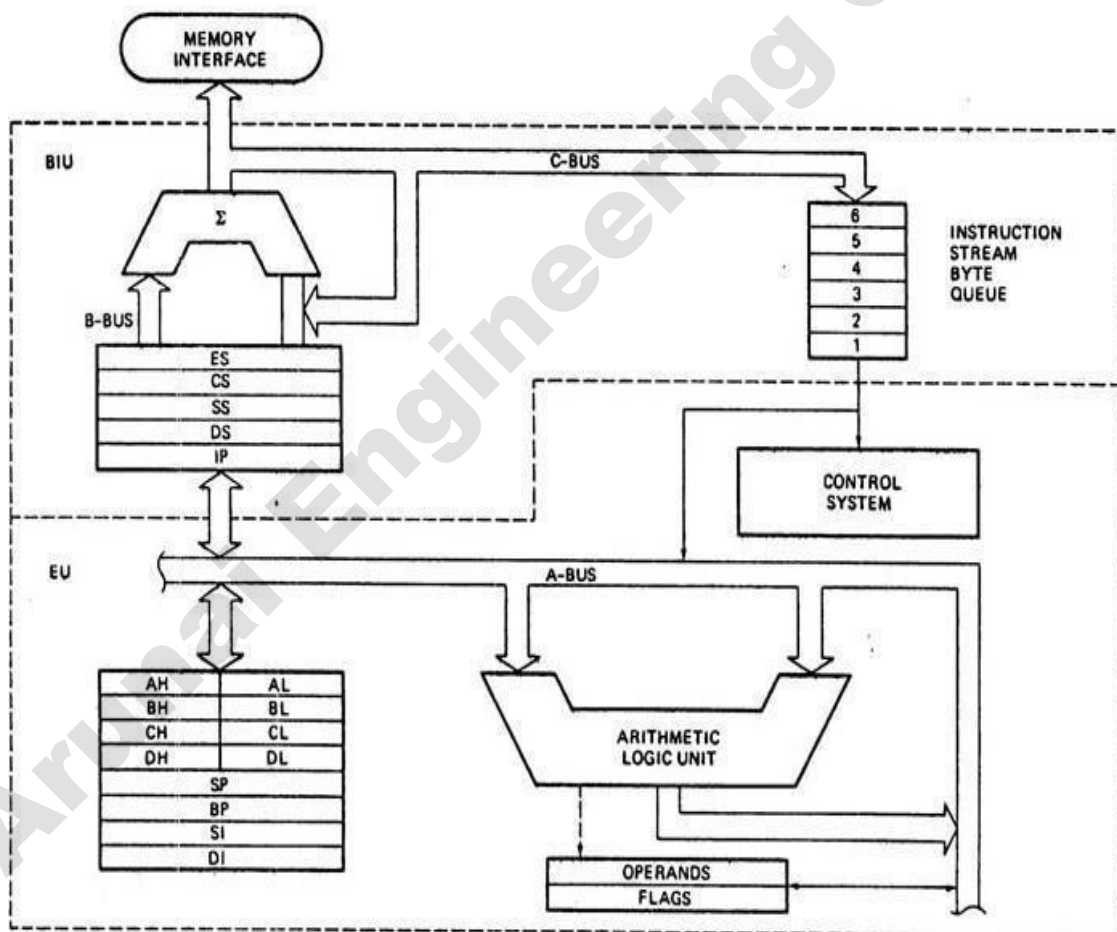 MEMORY
INTERFACE
BIU
C-BUS
Σ
6
5
4
3
2
1
INSTRUCTION
STREAM
BYTE
QUEUE
B-BUS
ES
CS
SS
DS
IP
CONTROL
SYSTEM
EU
A-BUS
AH AL
BH BL
CH CL
DH DL
SP
BP
SI
DI
ARITHMETIC
LOGIC UNIT
OPERANDS
FLAGS
Arunai Engineering